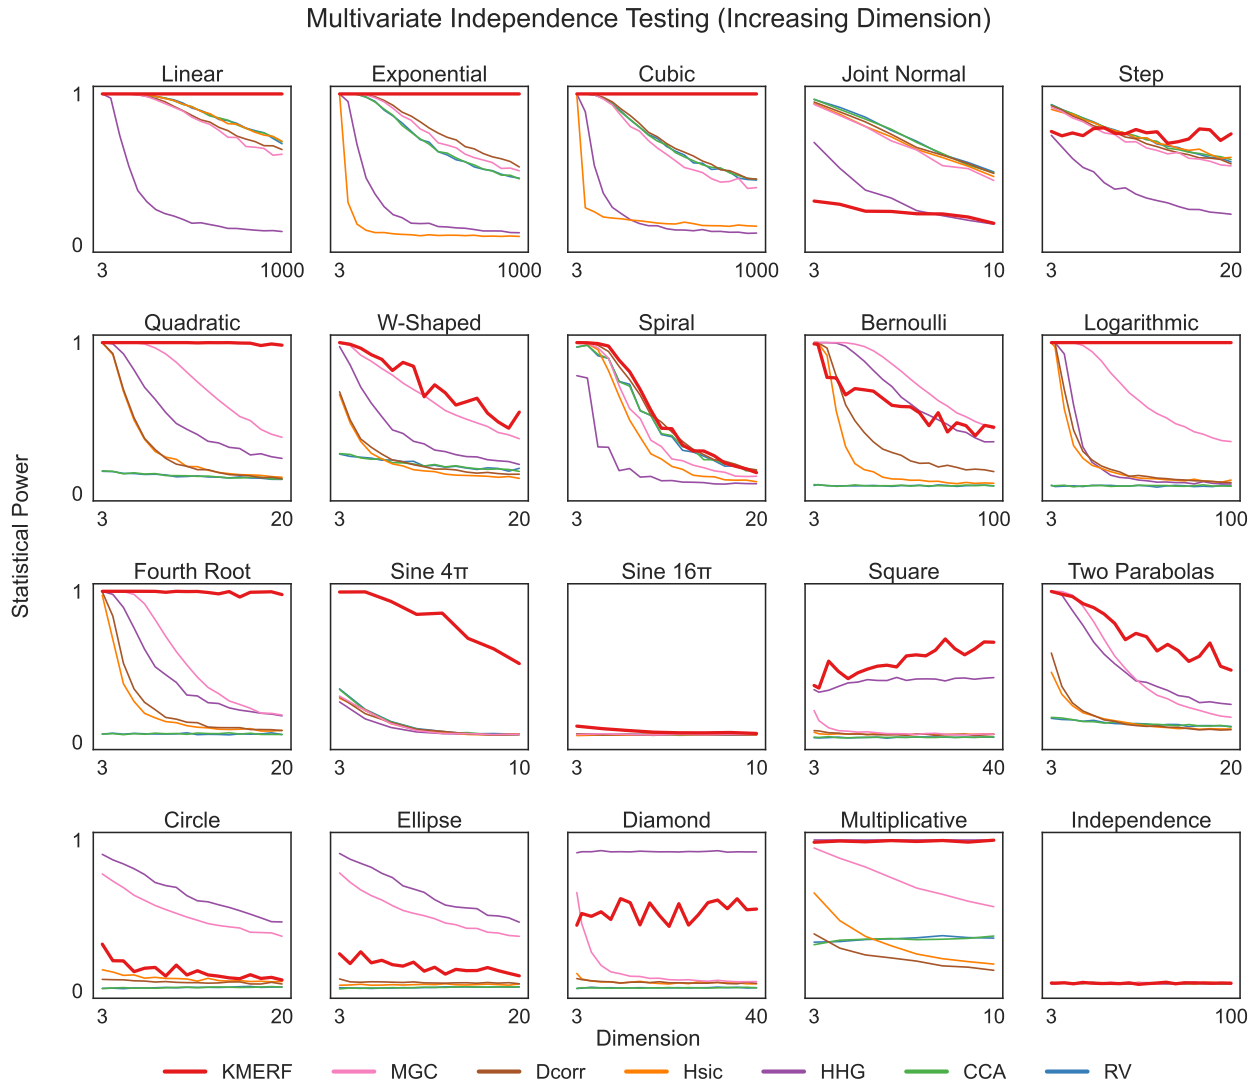 Multivariate Independence Testing (Increasing Dimension)
Linear Exponential Cubic Joint Normal Step
1
0
3 1000 3 1000 3 1000 3 10 3 20
Quadratic W-Shaped Spiral Bernoulli Logarithmic
1
0
3 20 3 20 3 20 3 100 3 100
Statistical Power
Fourth Root Sine 4π Sine 16π Square Two Parabolas
1
0
3 20 3 10 3 10 3 40 3 20
Circle Ellipse Diamond Multiplicative Independence
1
0
3 20 3 20 3 40 3 10 3 100
Dimension
KMERF MGC Dcorr Hsic HHG CCA RV